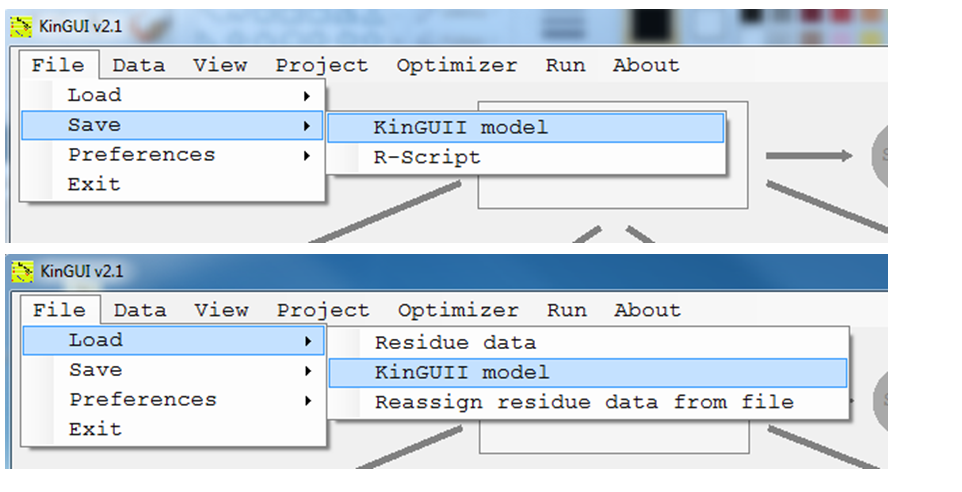 KinGUI v2.1
File Data View Project Optimizer Run About
Load
Save KinGUII model
Preferences R-Script
Exit
KinGUI v2.1
File Data View Project Optimizer Run About
Load Residue data
Save KinGUII model
Preferences Reassign residue data from file
Exit